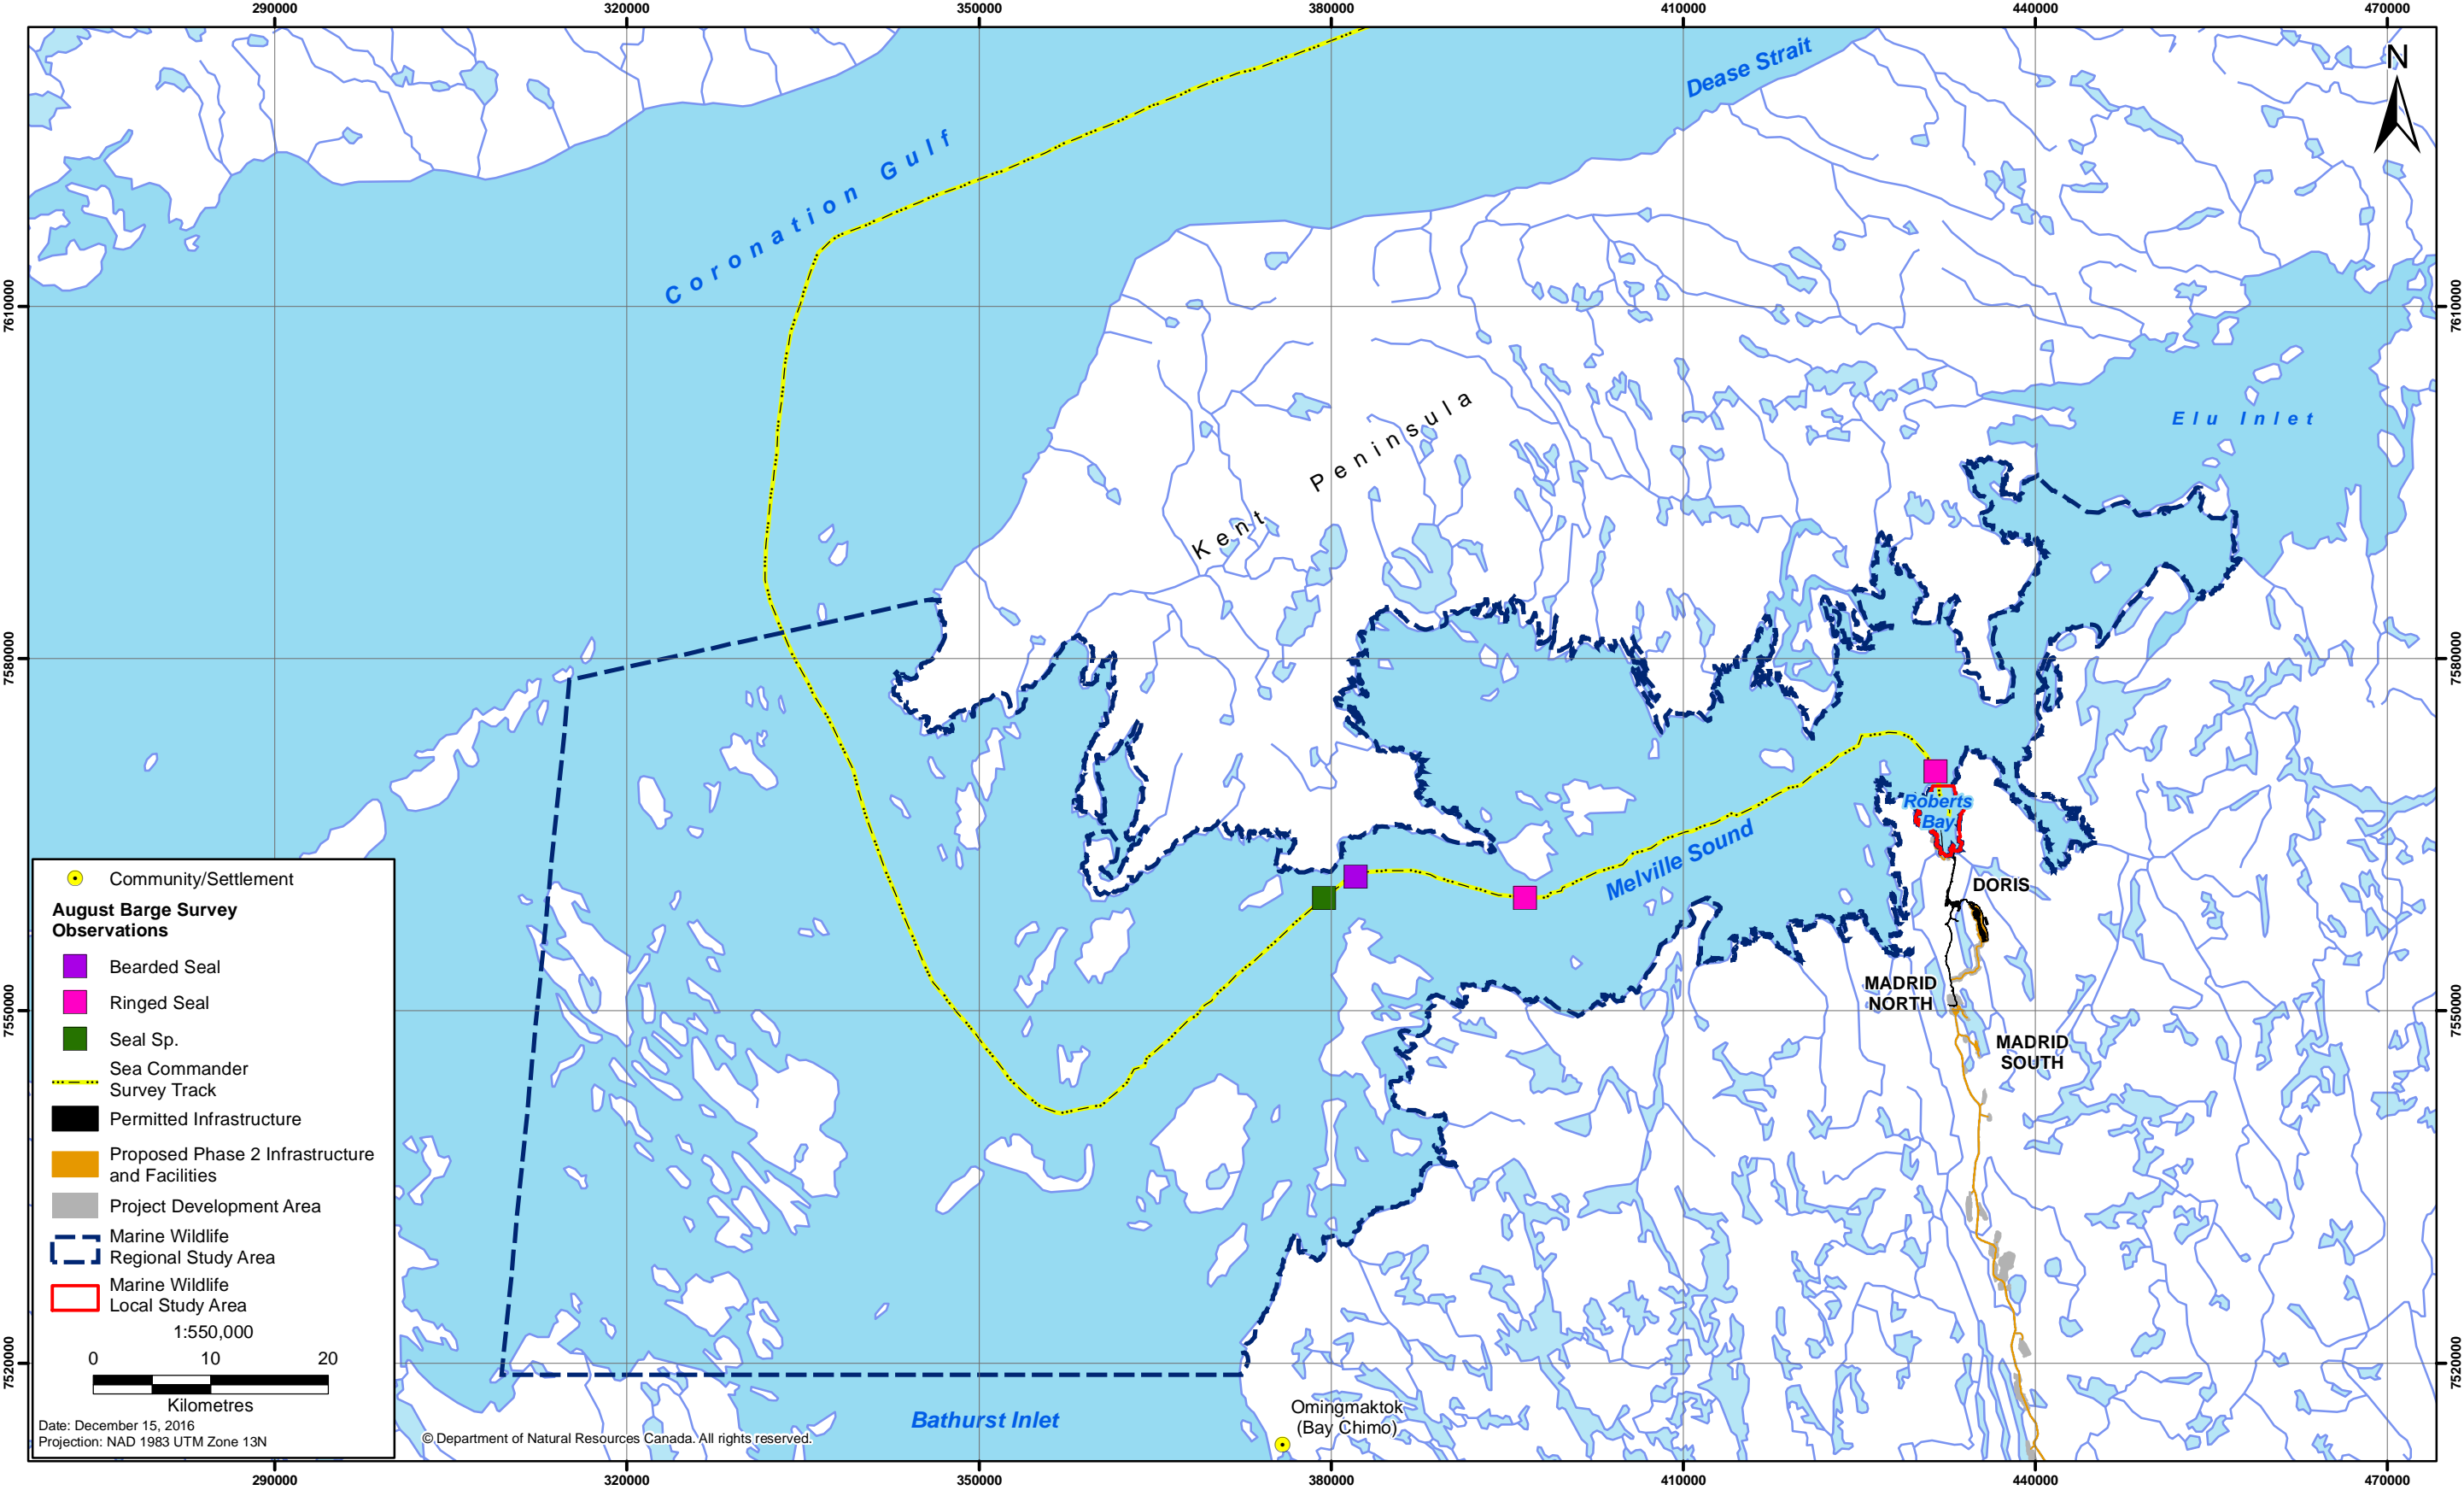 290000
320000
350000
380000
410000
440000
470000
N
Dease Strait
Coronation Gulf
7610000
7610000
Elu Inlet
Kent Peninsula
7580000
7580000
Roberts
Bay
Melville Sound
DORIS
MADRID
NORTH
MADRID
SOUTH
7550000
7550000
Community/Settlement
August Barge Survey
Observations
Bearded Seal
Ringed Seal
Seal Sp.
Sea Commander
Survey Track
Permitted Infrastructure
Proposed Phase 2 Infrastructure
and Facilities
Project Development Area
Marine Wildlife
Regional Study Area
Marine Wildlife
Local Study Area
1:550,000
0 10 20
Kilometres
Date: December 15, 2016
Projection: NAD 1983 UTM Zone 13N
7520000
7520000
Bathurst Inlet
Omingmaktok
(Bay Chimo)
© Department of Natural Resources Canada. All rights reserved.
290000
320000
350000
380000
410000
440000
470000